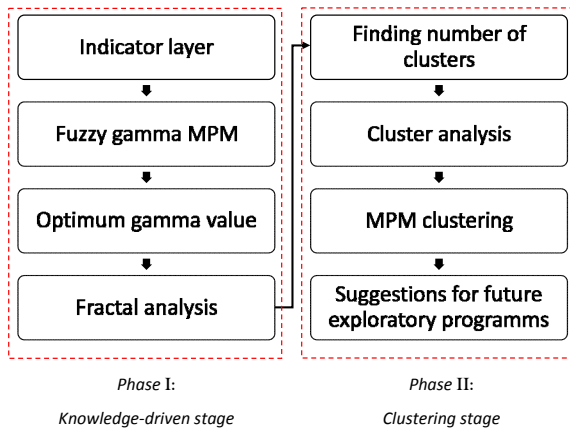 Indicator layer
Fuzzy gamma MPM
Optimum gamma value
Fractal analysis
Finding number of
clusters
Cluster analysis
MPM clustering
Suggestions for future
exploratory programms
Phase I:
Knowledge-driven stage
Phase II:
Clustering stage